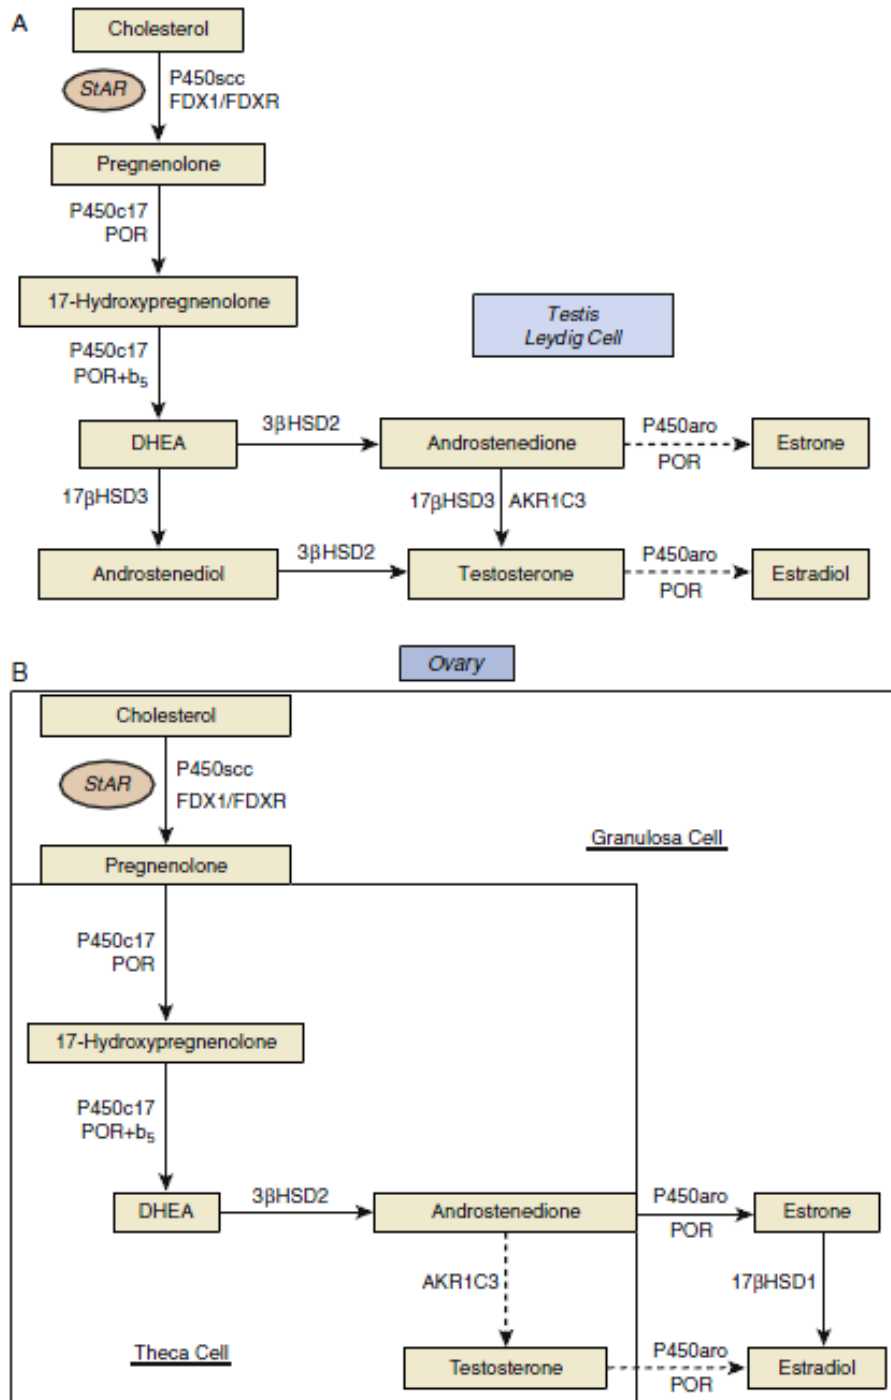 A
Cholesterol
StAR
P450scc
FDX1/FDXR
Pregnenolone
P450c17
POR
17-Hydroxypregnenolone
Testis
Leydig Cell
P450c17
POR+b₅
DHEA
3βHSD2
Androstenedione
P450aro
POR
Estrone
17βHSD3
17βHSD3
AKR1C3
Androstenediol
3βHSD2
Testosterone
P450aro
POR
Estradiol
B
Ovary
Cholesterol
StAR
P450scc
FDX1/FDXR
Granulosa Cell
Pregnenolone
P450c17
POR
17-Hydroxypregnenolone
P450c17
POR+b₅
DHEA
3βHSD2
Androstenedione
P450aro
POR
Estrone
AKR1C3
17βHSD1
Theca Cell
Testosterone
P450aro
POR
Estradiol